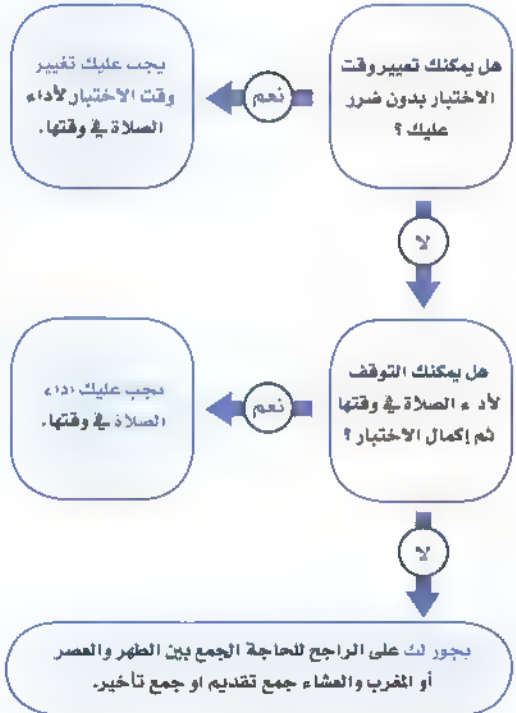 هل يمكنك تغيير وقت
الاختبار بدون ضرر
عليك ؟
نعم
يجب عليك تغيير
وقت الاختبار لأداء
الصلاة في وقتها.
لا
هل يمكنك التوقف
لأداء الصلاة في وقتها
ثم إكمال الاختبار ؟
نعم
يجب عليك أداء
الصلاة في وقتها.
لا
يجوز لك على الراجح للحاجة الجمع بين الظهر والعصر
أو المغرب والعشاء جمع تقديم او جمع تأخير.